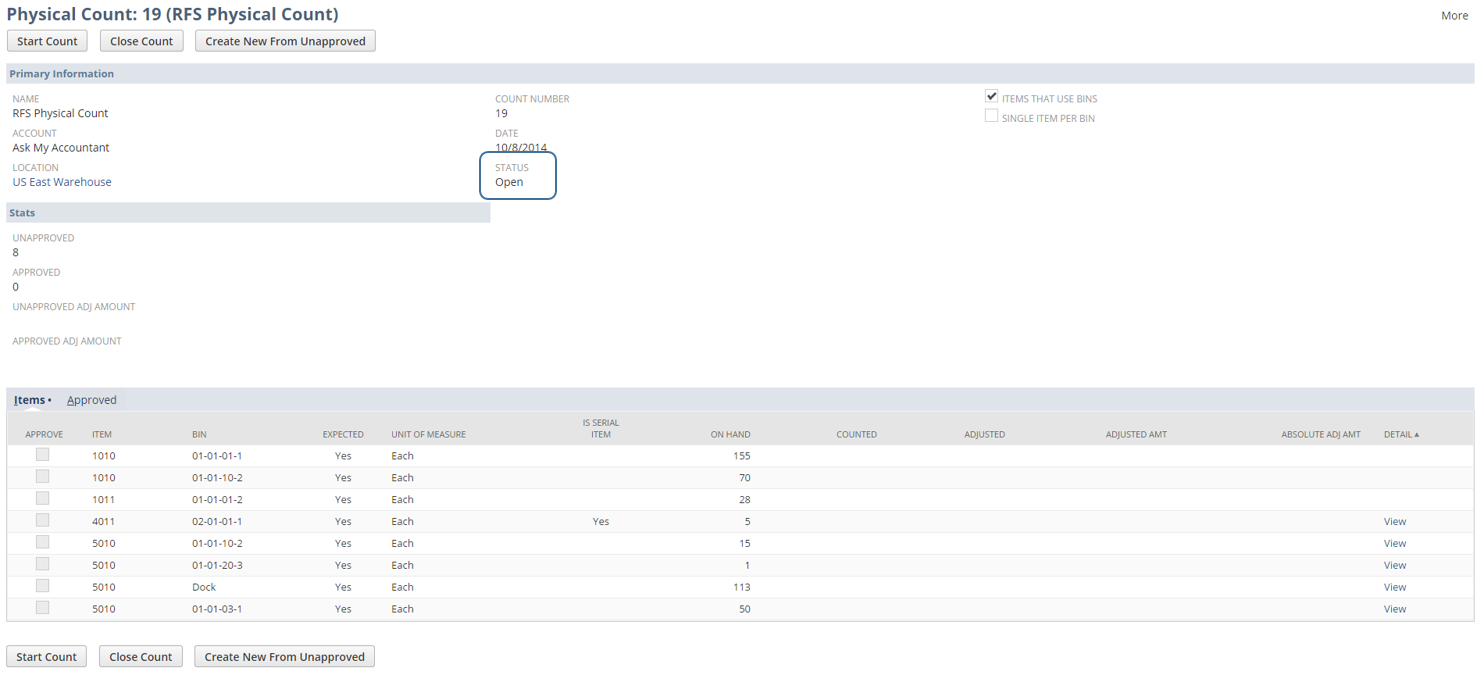 Physical Count: 19 (RFS Physical Count)
More
Start Count Close Count Create New From Unapproved
Primary Information
NAME COUNT NUMBER ITEMS THAT USE BINS
RFS Physical Count 19 SINGLE ITEM PER BIN
ACCOUNT DATE
Ask My Accountant 10/8/2014
LOCATION STATUS
US East Warehouse Open
Stats
UNAPPROVED
8
APPROVED
0
UNAPPROVED ADJ AMOUNT
APPROVED ADJ AMOUNT
Items • Approved
APPROVE ITEM BIN EXPECTED UNIT OF MEASURE IS SERIAL ITEM ON HAND COUNTED ADJUSTED ADJUSTED AMT ABSOLUTE ADJ AMT DETAIL ▲
1010 01-01-01-1 Yes Each 155
1010 01-01-10-2 Yes Each 70
1011 01-01-01-2 Yes Each 28
4011 02-01-01-1 Yes Each Yes 5 View
5010 01-01-10-2 Yes Each 15 View
5010 01-01-20-3 Yes Each 1 View
5010 Dock Yes Each 113 View
5010 01-01-03-1 Yes Each 50 View
Start Count Close Count Create New From Unapproved